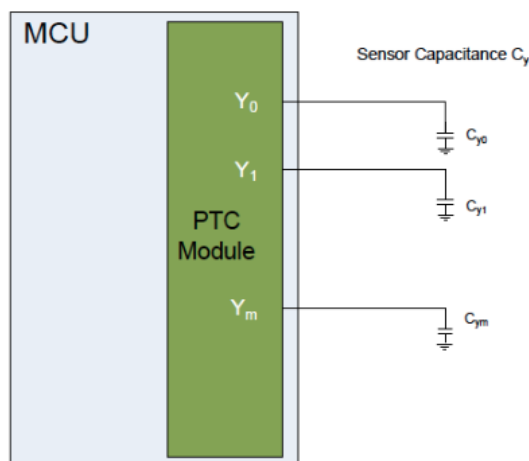 MCU
Sensor Capacitance Cy
Y0
Cy0
Y1
Cy1
PTC
Module
Ym
Cym